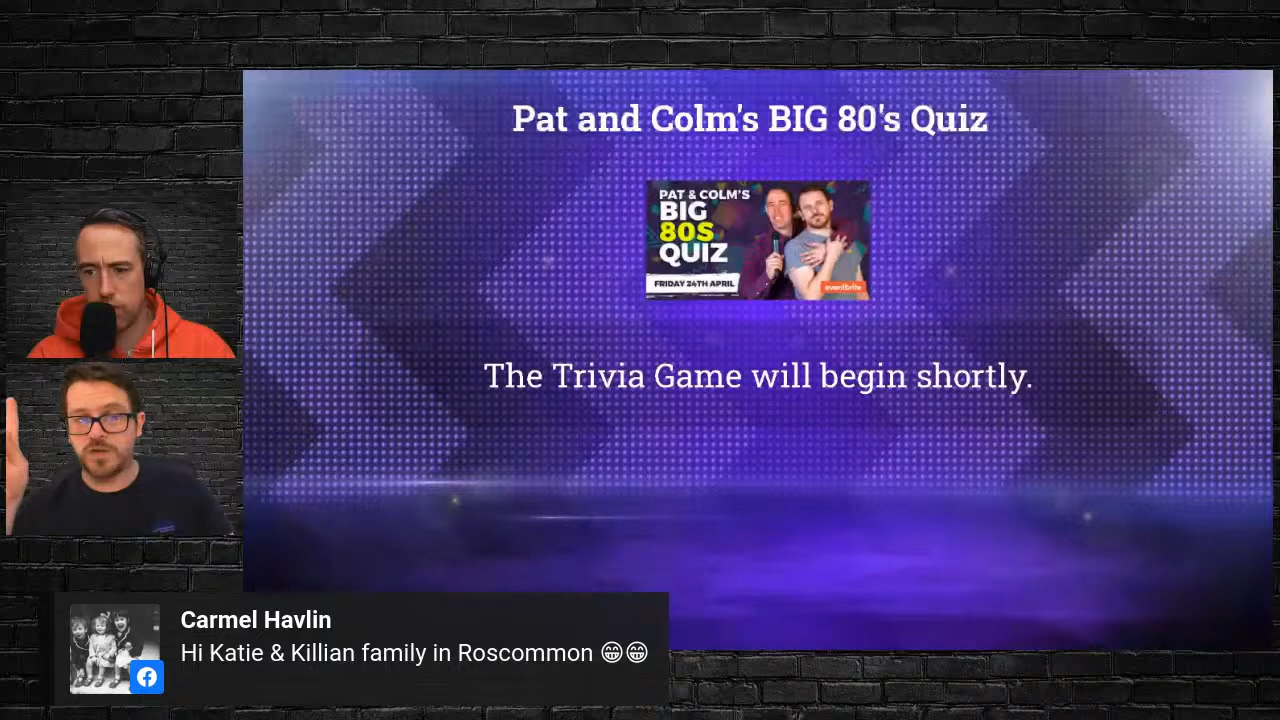 Pat and Colm's BIG 80's Quiz
PAT & COLM'S
BIG
80S
QUIZ
FRIDAY 24TH APRIL
eventbrite
The Trivia Game will begin shortly.
Carmel Havlin
Hi Katie & Killian family in Roscommon 😁😁